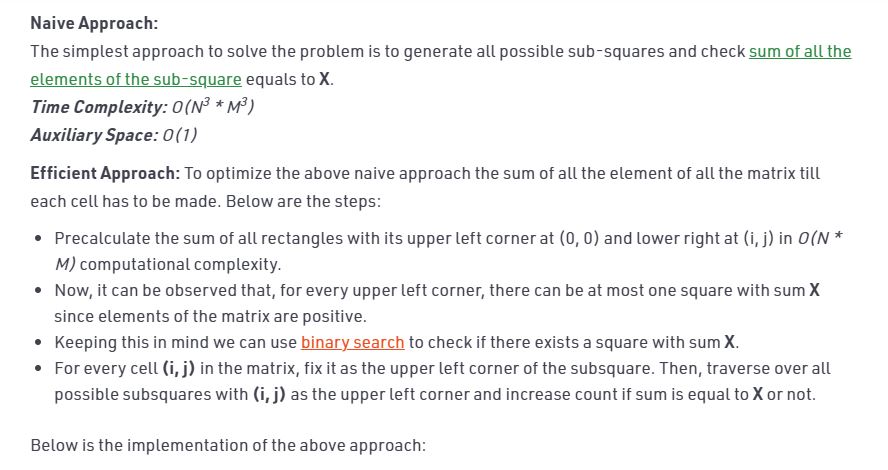 Naive Approach:
The simplest approach to solve the problem is to generate all possible sub-squares and check sum of all the
elements of the sub-square equals to X.
Time Complexity: O(N³ * M³)
Auxiliary Space: O(1)
Efficient Approach: To optimize the above naive approach the sum of all the element of all the matrix till
each cell has to be made. Below are the steps:
• Precalculate the sum of all rectangles with its upper left corner at (0, 0) and lower right at (i, j) in O(N *
M) computational complexity.
• Now, it can be observed that, for every upper left corner, there can be at most one square with sum X
since elements of the matrix are positive.
• Keeping this in mind we can use binary search to check if there exists a square with sum X.
• For every cell (i, j) in the matrix, fix it as the upper left corner of the subsquare. Then, traverse over all
possible subsquares with (i, j) as the upper left corner and increase count if sum is equal to X or not.
Below is the implementation of the above approach: